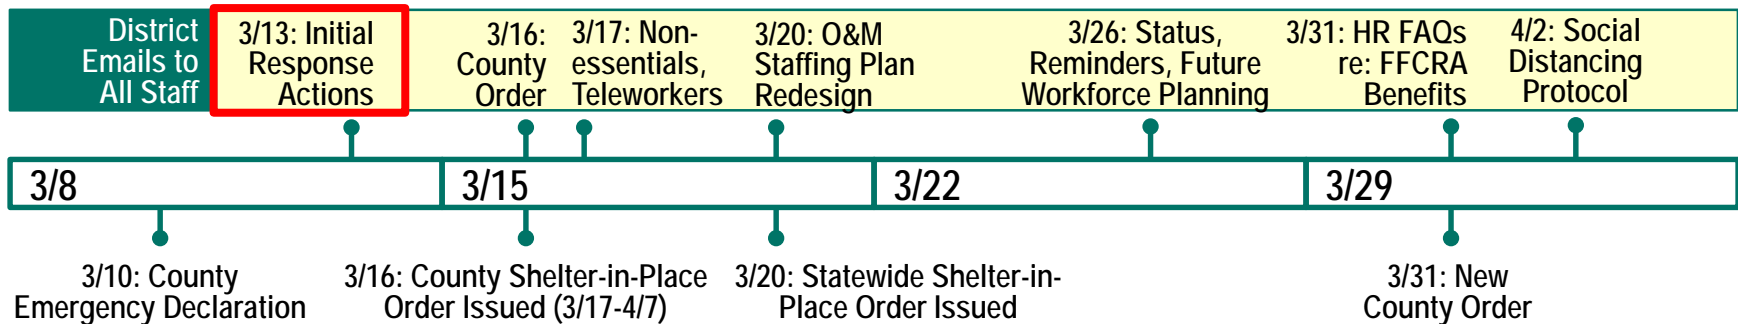 District
Emails to
All Staff
3/13: Initial
Response
Actions
3/16:
County
Order
3/17: Non-
essentials,
Teleworkers
3/20: O&M
Staffing Plan
Redesign
3/26: Status,
Reminders, Future
Workforce Planning
3/31: HR FAQs
re: FFCRA
Benefits
4/2: Social
Distancing
Protocol
3/8
3/15
3/22
3/29
3/10: County
Emergency Declaration
3/16: County Shelter-in-Place
Order Issued (3/17-4/7)
3/20: Statewide Shelter-in-
Place Order Issued
3/31: New
County Order